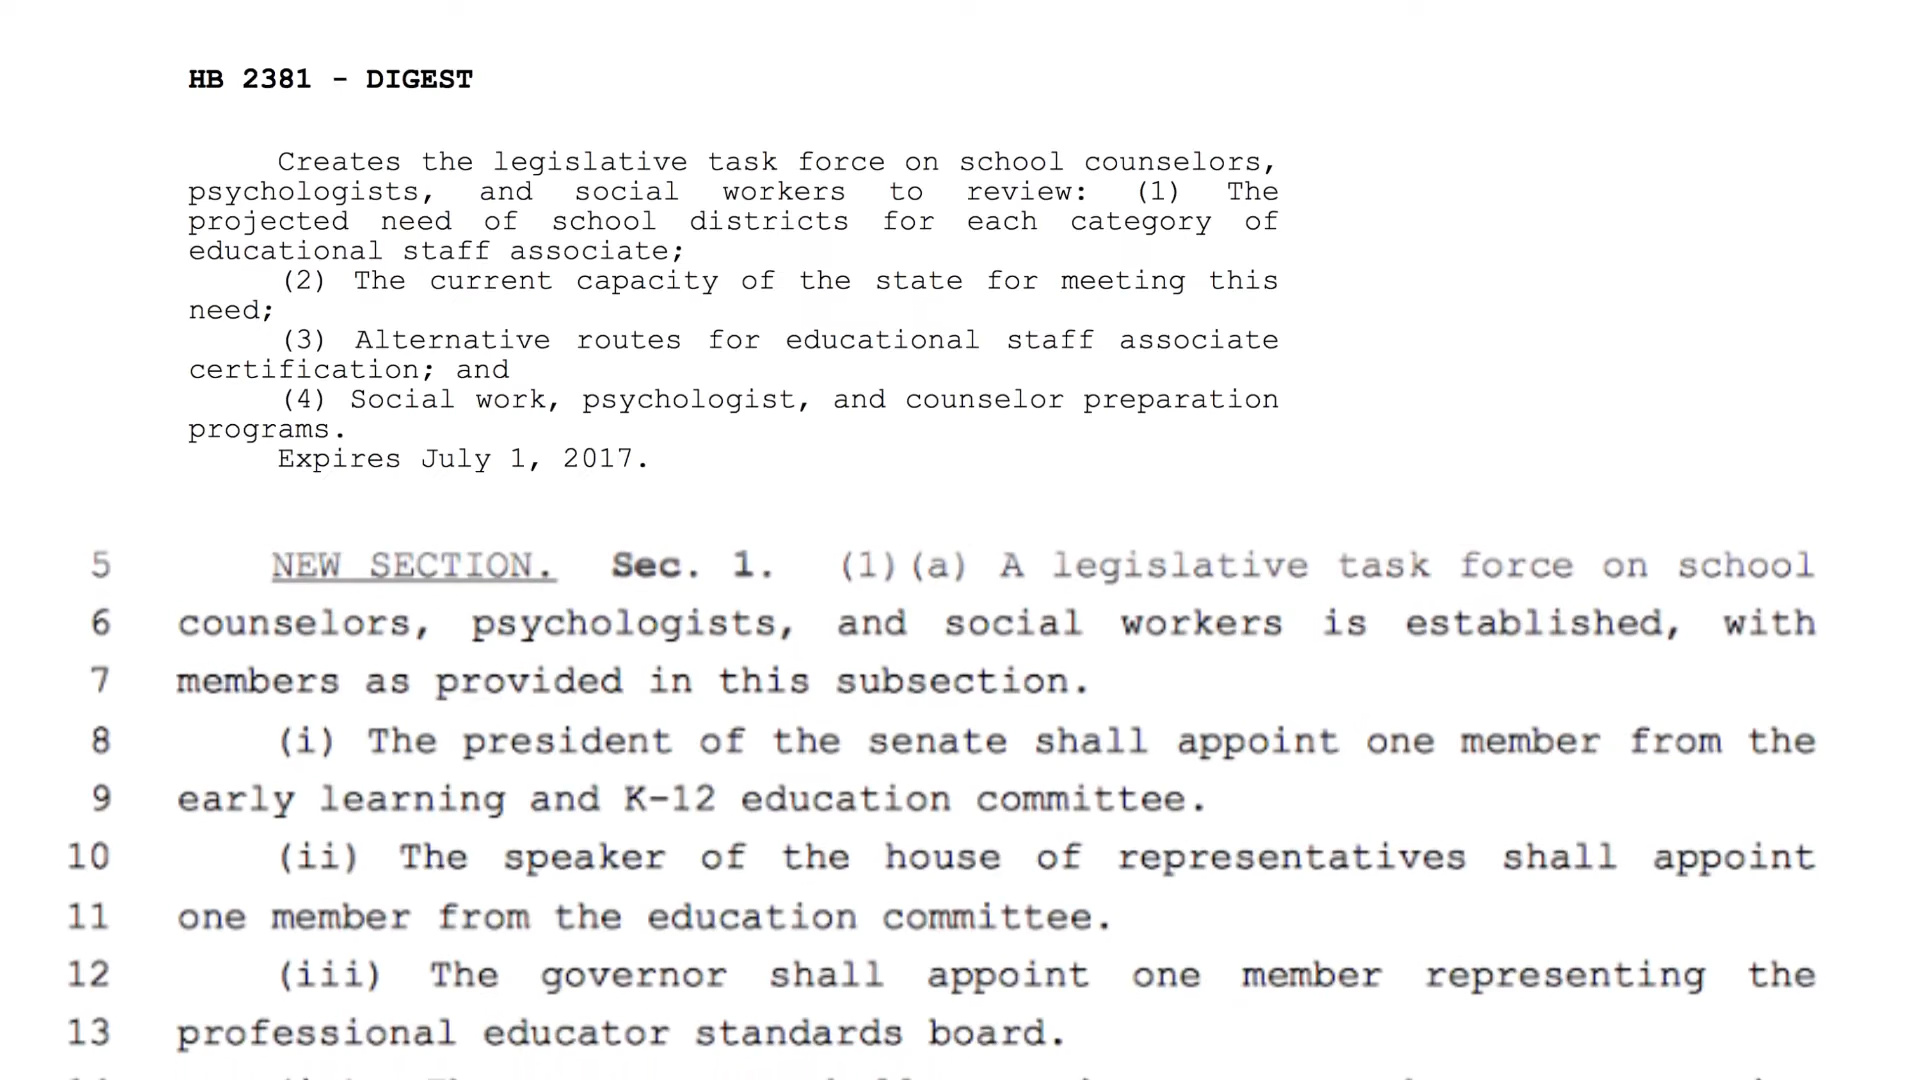 HB 2381 - DIGEST
Creates the legislative task force on school counselors,
psychologists, and social workers to review: (1) The
projected need of school districts for each category of
educational staff associate;
(2) The current capacity of the state for meeting this
need;
(3) Alternative routes for educational staff associate
certification; and
(4) Social work, psychologist, and counselor preparation
programs.
Expires July 1, 2017.
5 NEW SECTION. Sec. 1. (1)(a) A legislative task force on school
6 counselors, psychologists, and social workers is established, with
7 members as provided in this subsection.
8 (i) The president of the senate shall appoint one member from the
9 early learning and K-12 education committee.
10 (ii) The speaker of the house of representatives shall appoint
11 one member from the education committee.
12 (iii) The governor shall appoint one member representing the
13 professional educator standards board.